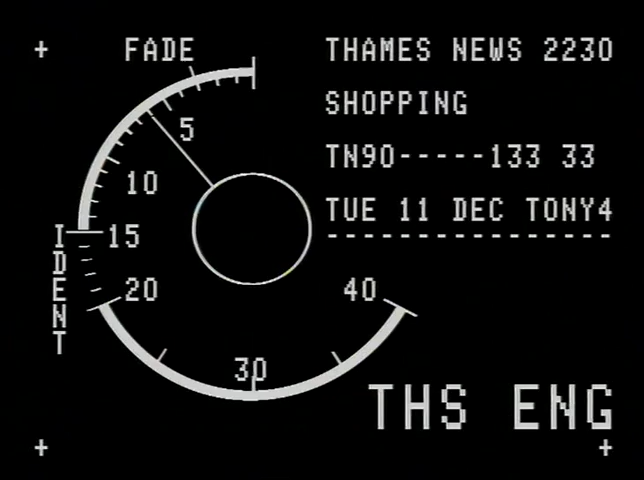 FADE
THAMES NEWS 2230
SHOPPING
TN90-----133 33
TUE 11 DEC TONY4
----------------
5
10
15
20
30
40
IDENT
THS ENG